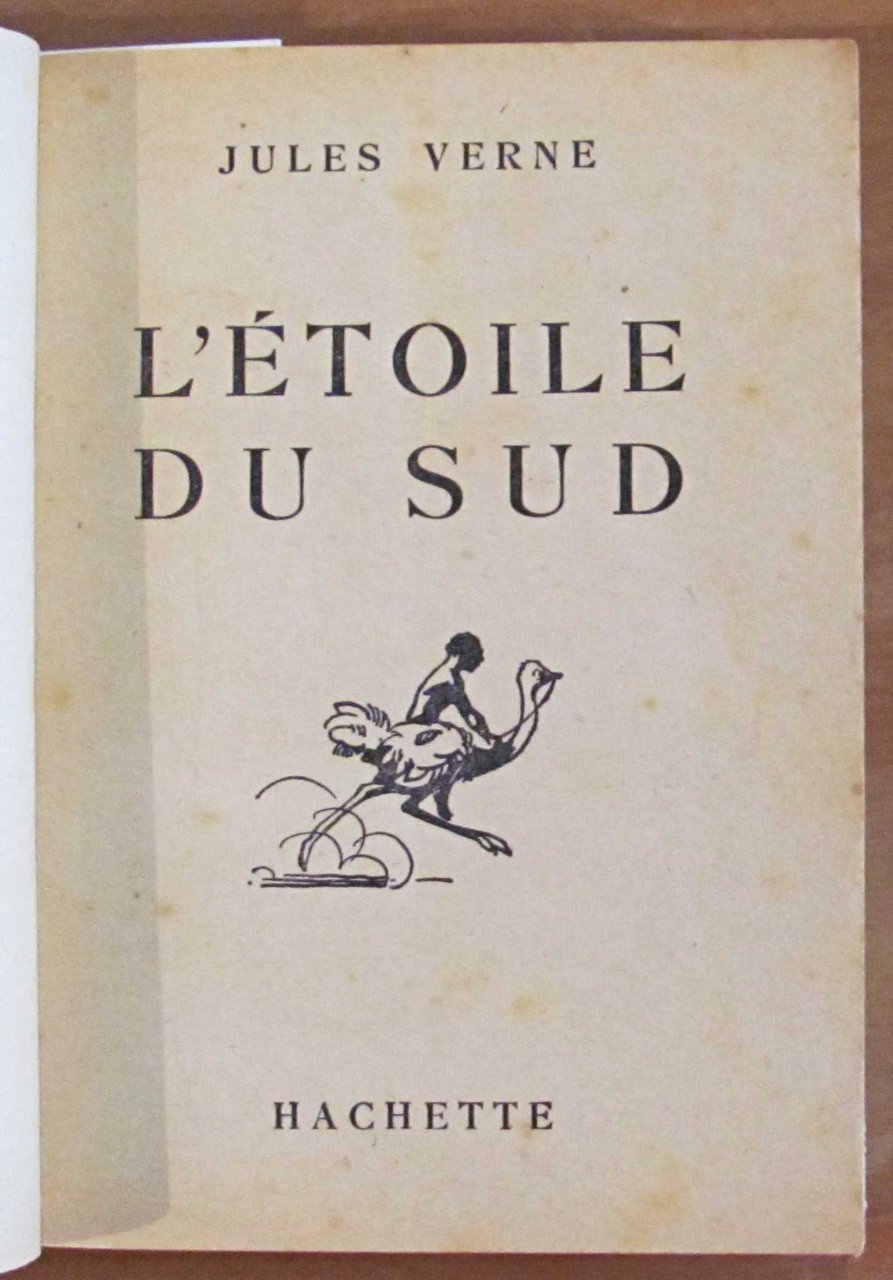 JULES VERNE
L'ÉTOILE
DU SUD
HACHETTE